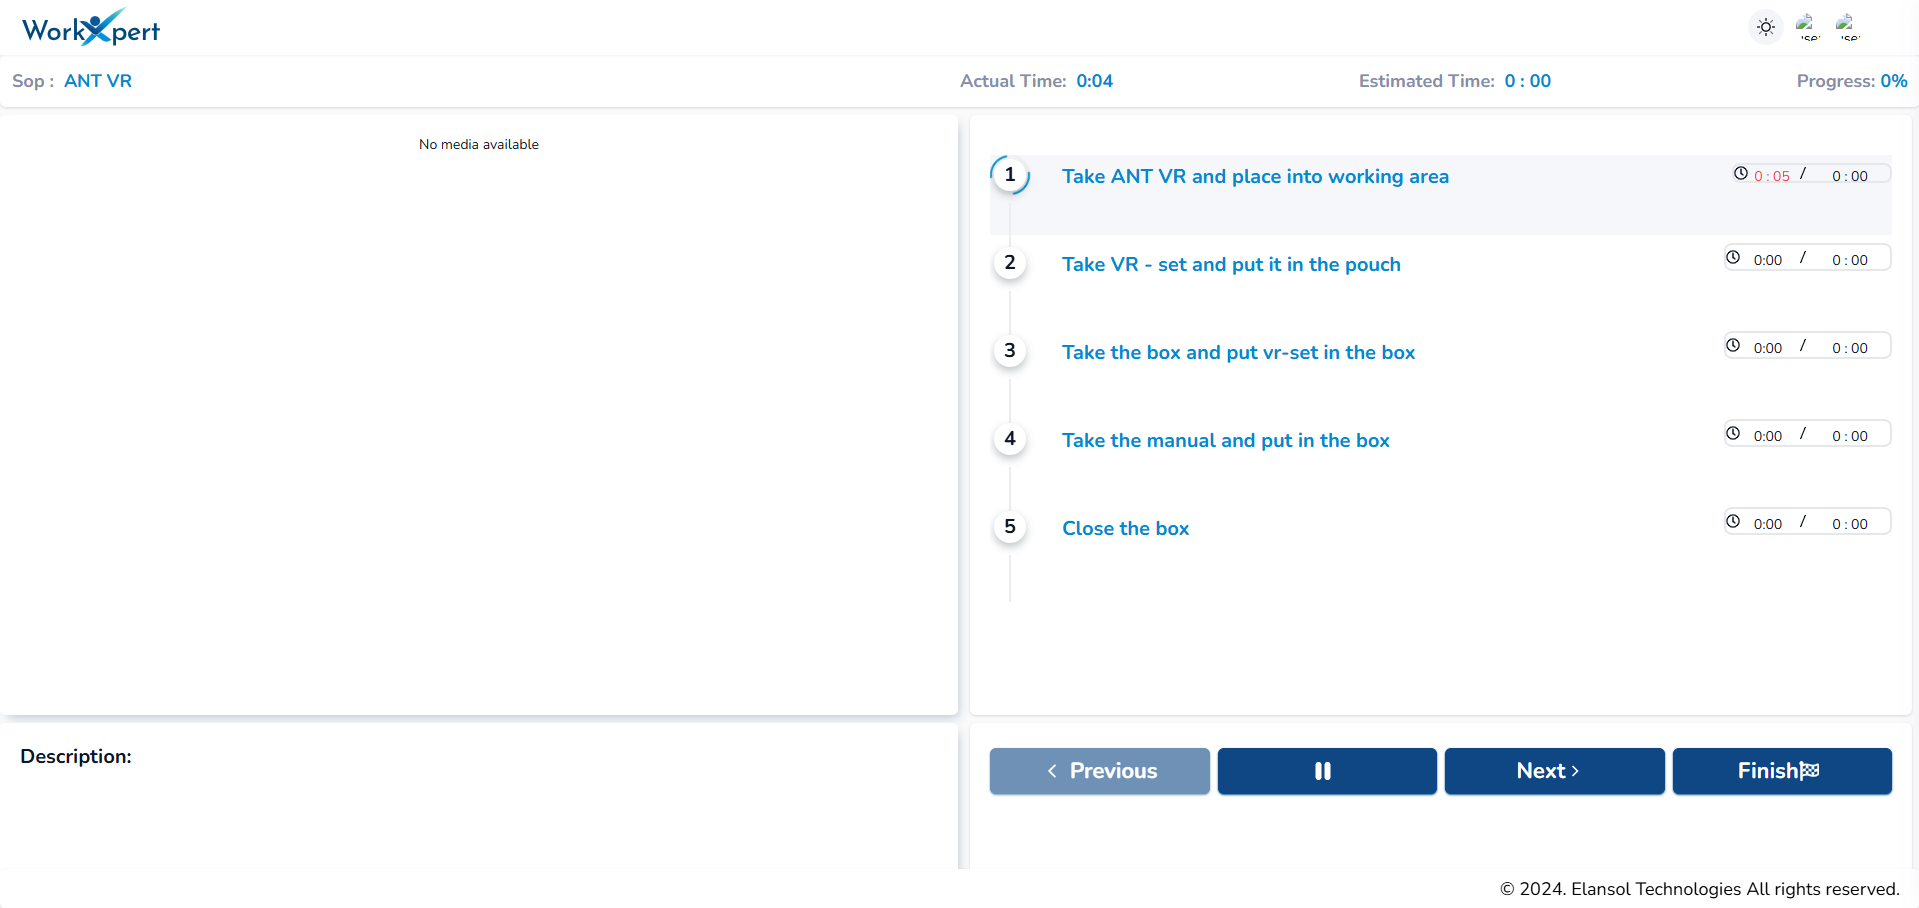 WorkXpert
'se
'se
Sop : ANT VR
Actual Time: 0:04
Estimated Time: 0 : 00
Progress: 0%
No media available
1
Take ANT VR and place into working area
0 : 05 / 0 : 00
2
Take VR - set and put it in the pouch
0:00 / 0 : 00
3
Take the box and put vr-set in the box
0:00 / 0 : 00
4
Take the manual and put in the box
0:00 / 0 : 00
5
Close the box
0:00 / 0 : 00
Description:
Previous
Next
Finish
© 2024. Elansol Technologies All rights reserved.